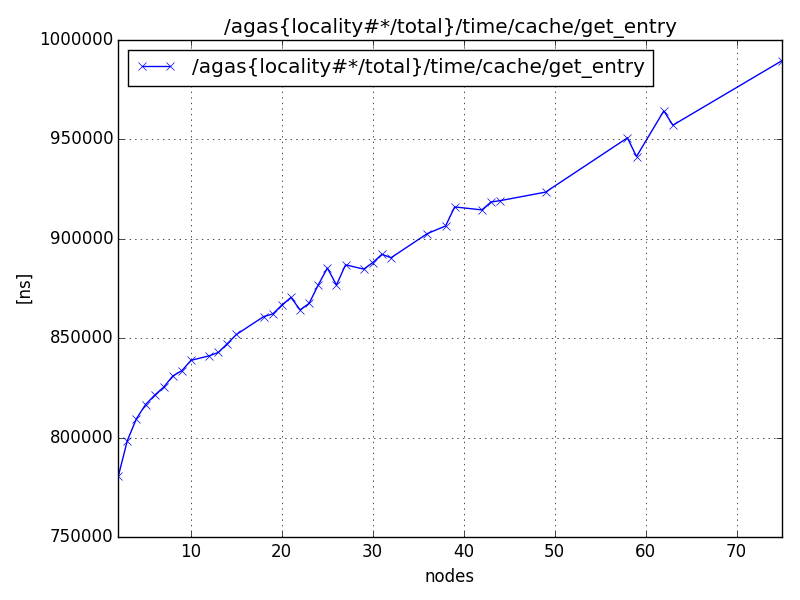 /agas{locality#*/total}/time/cache/get_entry
/agas{locality#*/total}/time/cache/get_entry
1000000
950000
900000
850000
800000
750000
[ns]
10 20 30 40 50 60 70
nodes